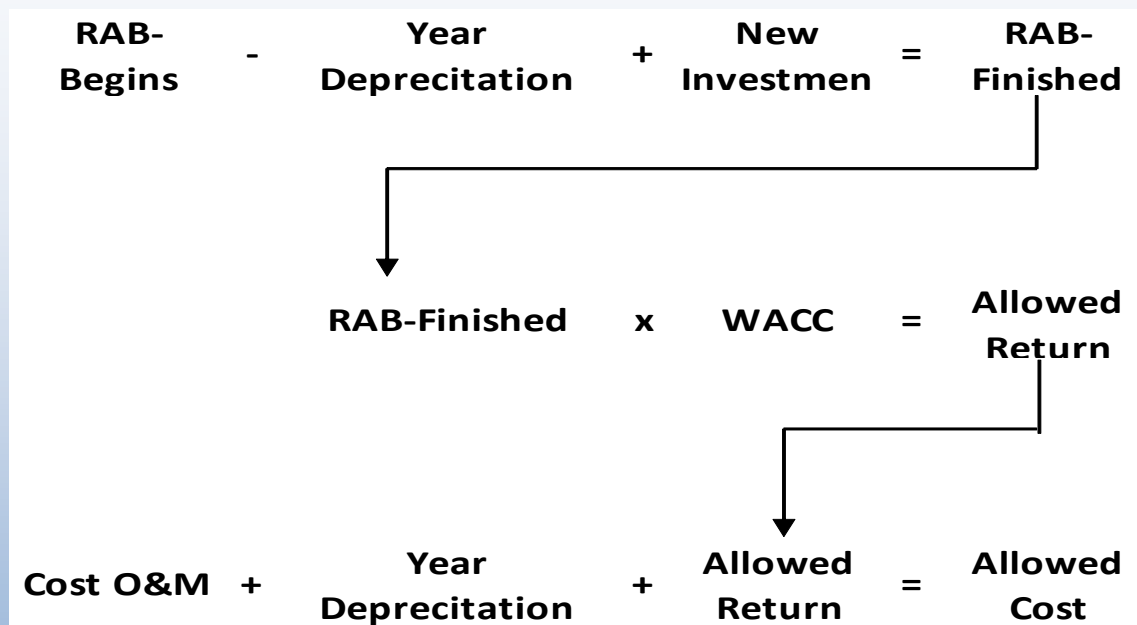 RAB-Begins - Year Deprecitation + New Investmen = RAB-Finished
RAB-Finished x WACC = Allowed Return
Cost O&M + Year Deprecitation + Allowed Return = Allowed Cost